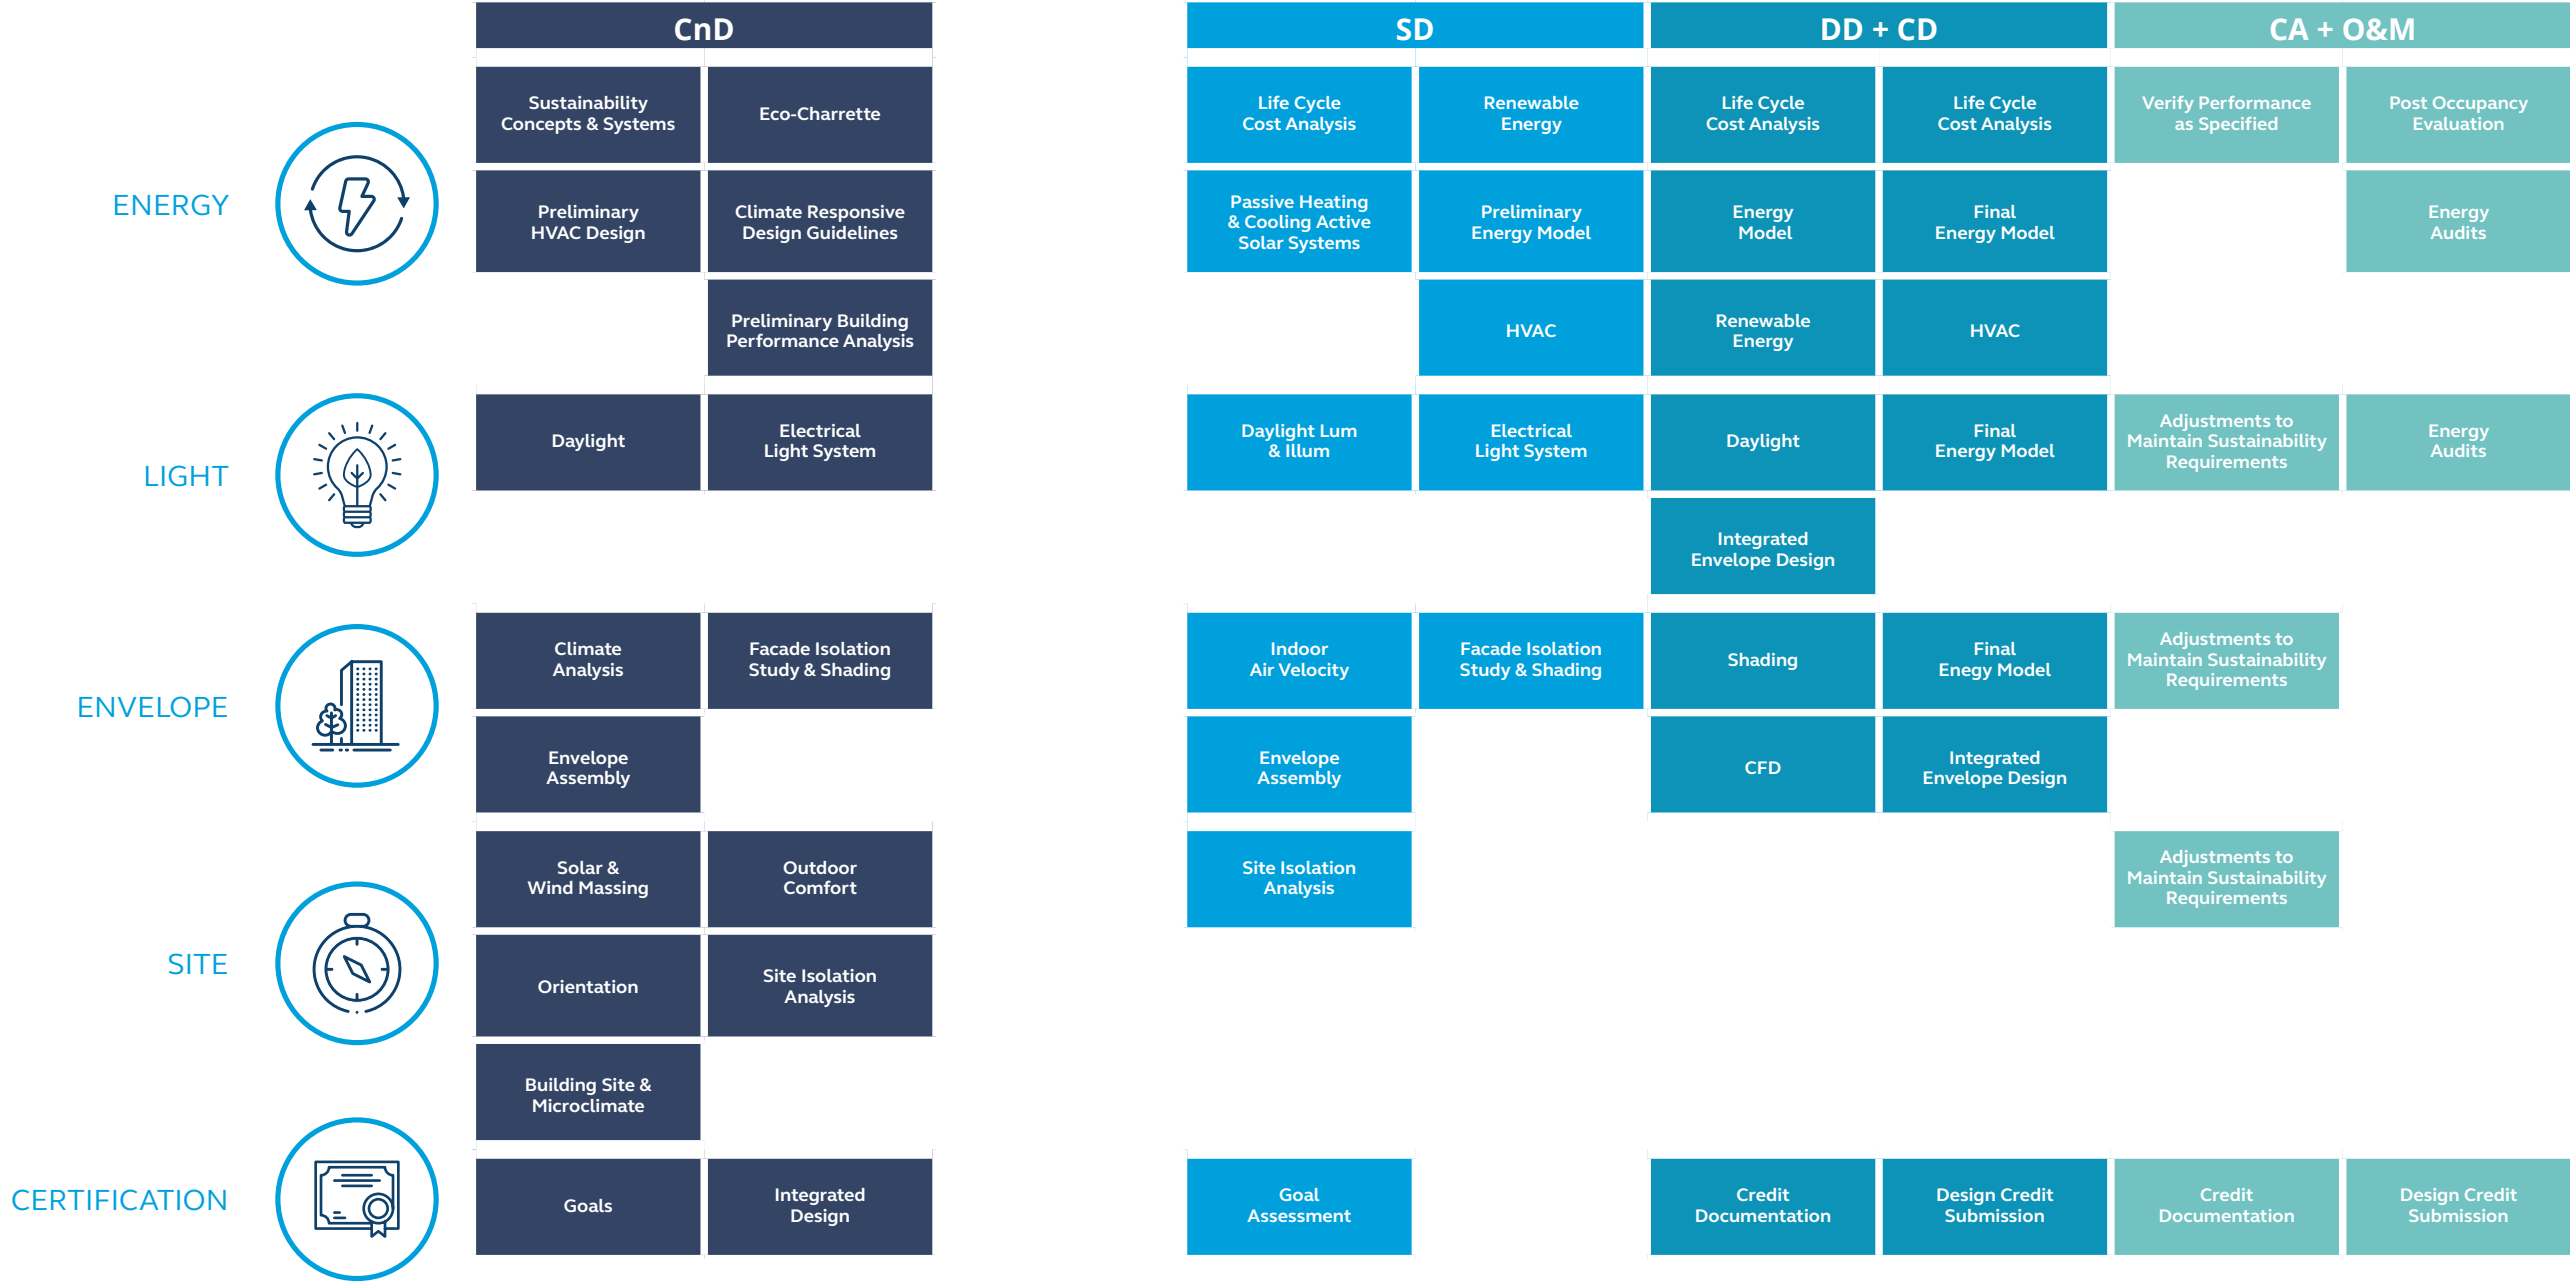 CnD
SD
DD + CD
CA + O&M
ENERGY
Sustainability
Concepts & Systems
Eco-Charrette
Life Cycle
Cost Analysis
Renewable
Energy
Life Cycle
Cost Analysis
Life Cycle
Cost Analysis
Verify Performance
as Specified
Post Occupancy
Evaluation
Preliminary
HVAC Design
Climate Responsive
Design Guidelines
Passive Heating
& Cooling Active
Solar Systems
Preliminary
Energy Model
Energy
Model
Final
Energy Model
Energy
Audits
Preliminary Building
Performance Analysis
HVAC
Renewable
Energy
HVAC
LIGHT
Daylight
Electrical
Light System
Daylight Lum
& Illum
Electrical
Light System
Daylight
Final
Energy Model
Adjustments to
Maintain Sustainability
Requirements
Energy
Audits
Integrated
Envelope Design
ENVELOPE
Climate
Analysis
Facade Isolation
Study & Shading
Indoor
Air Velocity
Facade Isolation
Study & Shading
Shading
Final
Enegy Model
Adjustments to
Maintain Sustainability
Requirements
Envelope
Assembly
Envelope
Assembly
CFD
Integrated
Envelope Design
SITE
Solar &
Wind Massing
Outdoor
Comfort
Site Isolation
Analysis
Adjustments to
Maintain Sustainability
Requirements
Orientation
Site Isolation
Analysis
Building Site &
Microclimate
CERTIFICATION
Goals
Integrated
Design
Goal
Assessment
Credit
Documentation
Design Credit
Submission
Credit
Documentation
Design Credit
Submission